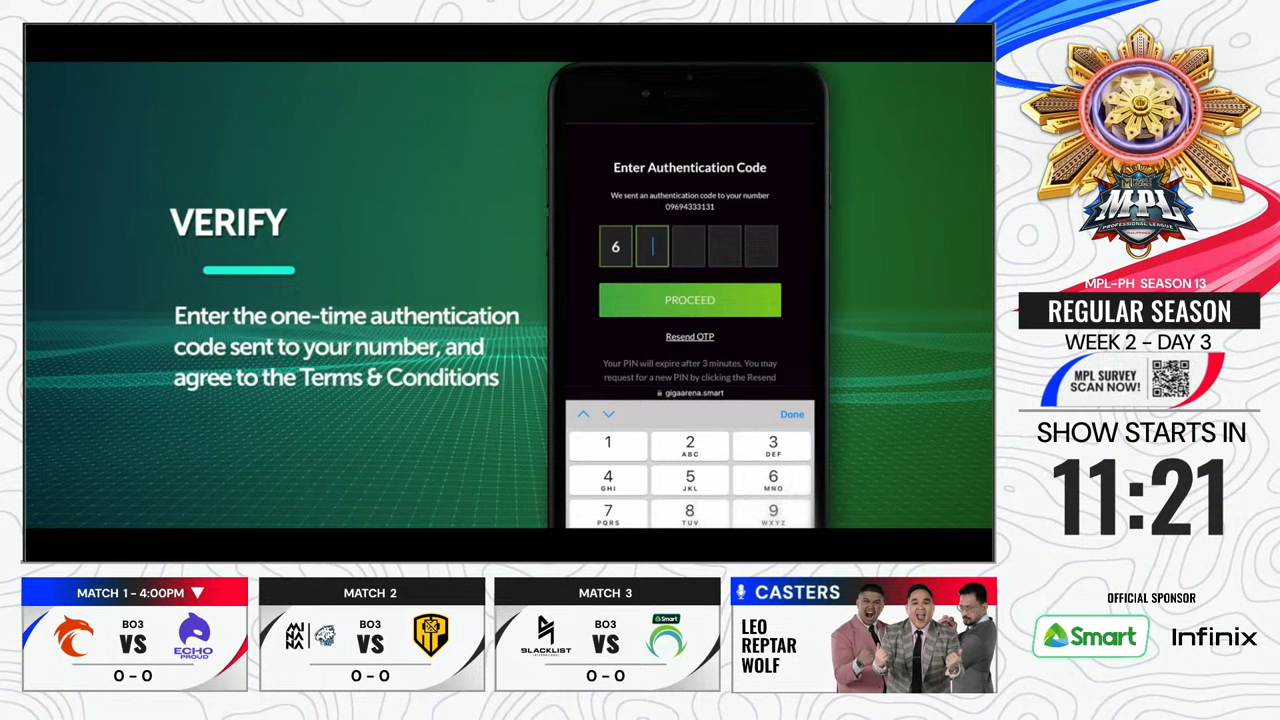 VERIFY
Enter the one-time authentication
code sent to your number, and
agree to the Terms & Conditions
Enter Authentication Code
We sent an authentication code to your number
09694333131
6
PROCEED
Resend OTP
Your PIN will expire after 3 minutes. You may
request for a new PIN by clicking the Resend
gigaarena.smart
Done
1
2
ABC
3
DEF
4
GHI
5
JKL
6
MNO
7
PQRS
8
TUV
9
WXYZ
MPL
PROFESSIONAL LEAGUE
MPL-PH SEASON 13
REGULAR SEASON
WEEK 2 – DAY 3
MPL SURVEY
SCAN NOW!
SHOW STARTS IN
11:21
OFFICIAL SPONSOR
Smart
Infinix
MATCH 1 – 4:00PM
BO3
VS
ECHO
PROUD
0 – 0
MATCH 2
MINANA
BO3
VS
0 – 0
MATCH 3
BLACKLIST
INTERNATIONAL
BO3
VS
Smart
0 – 0
CASTERS
LEO
REPTAR
WOLF